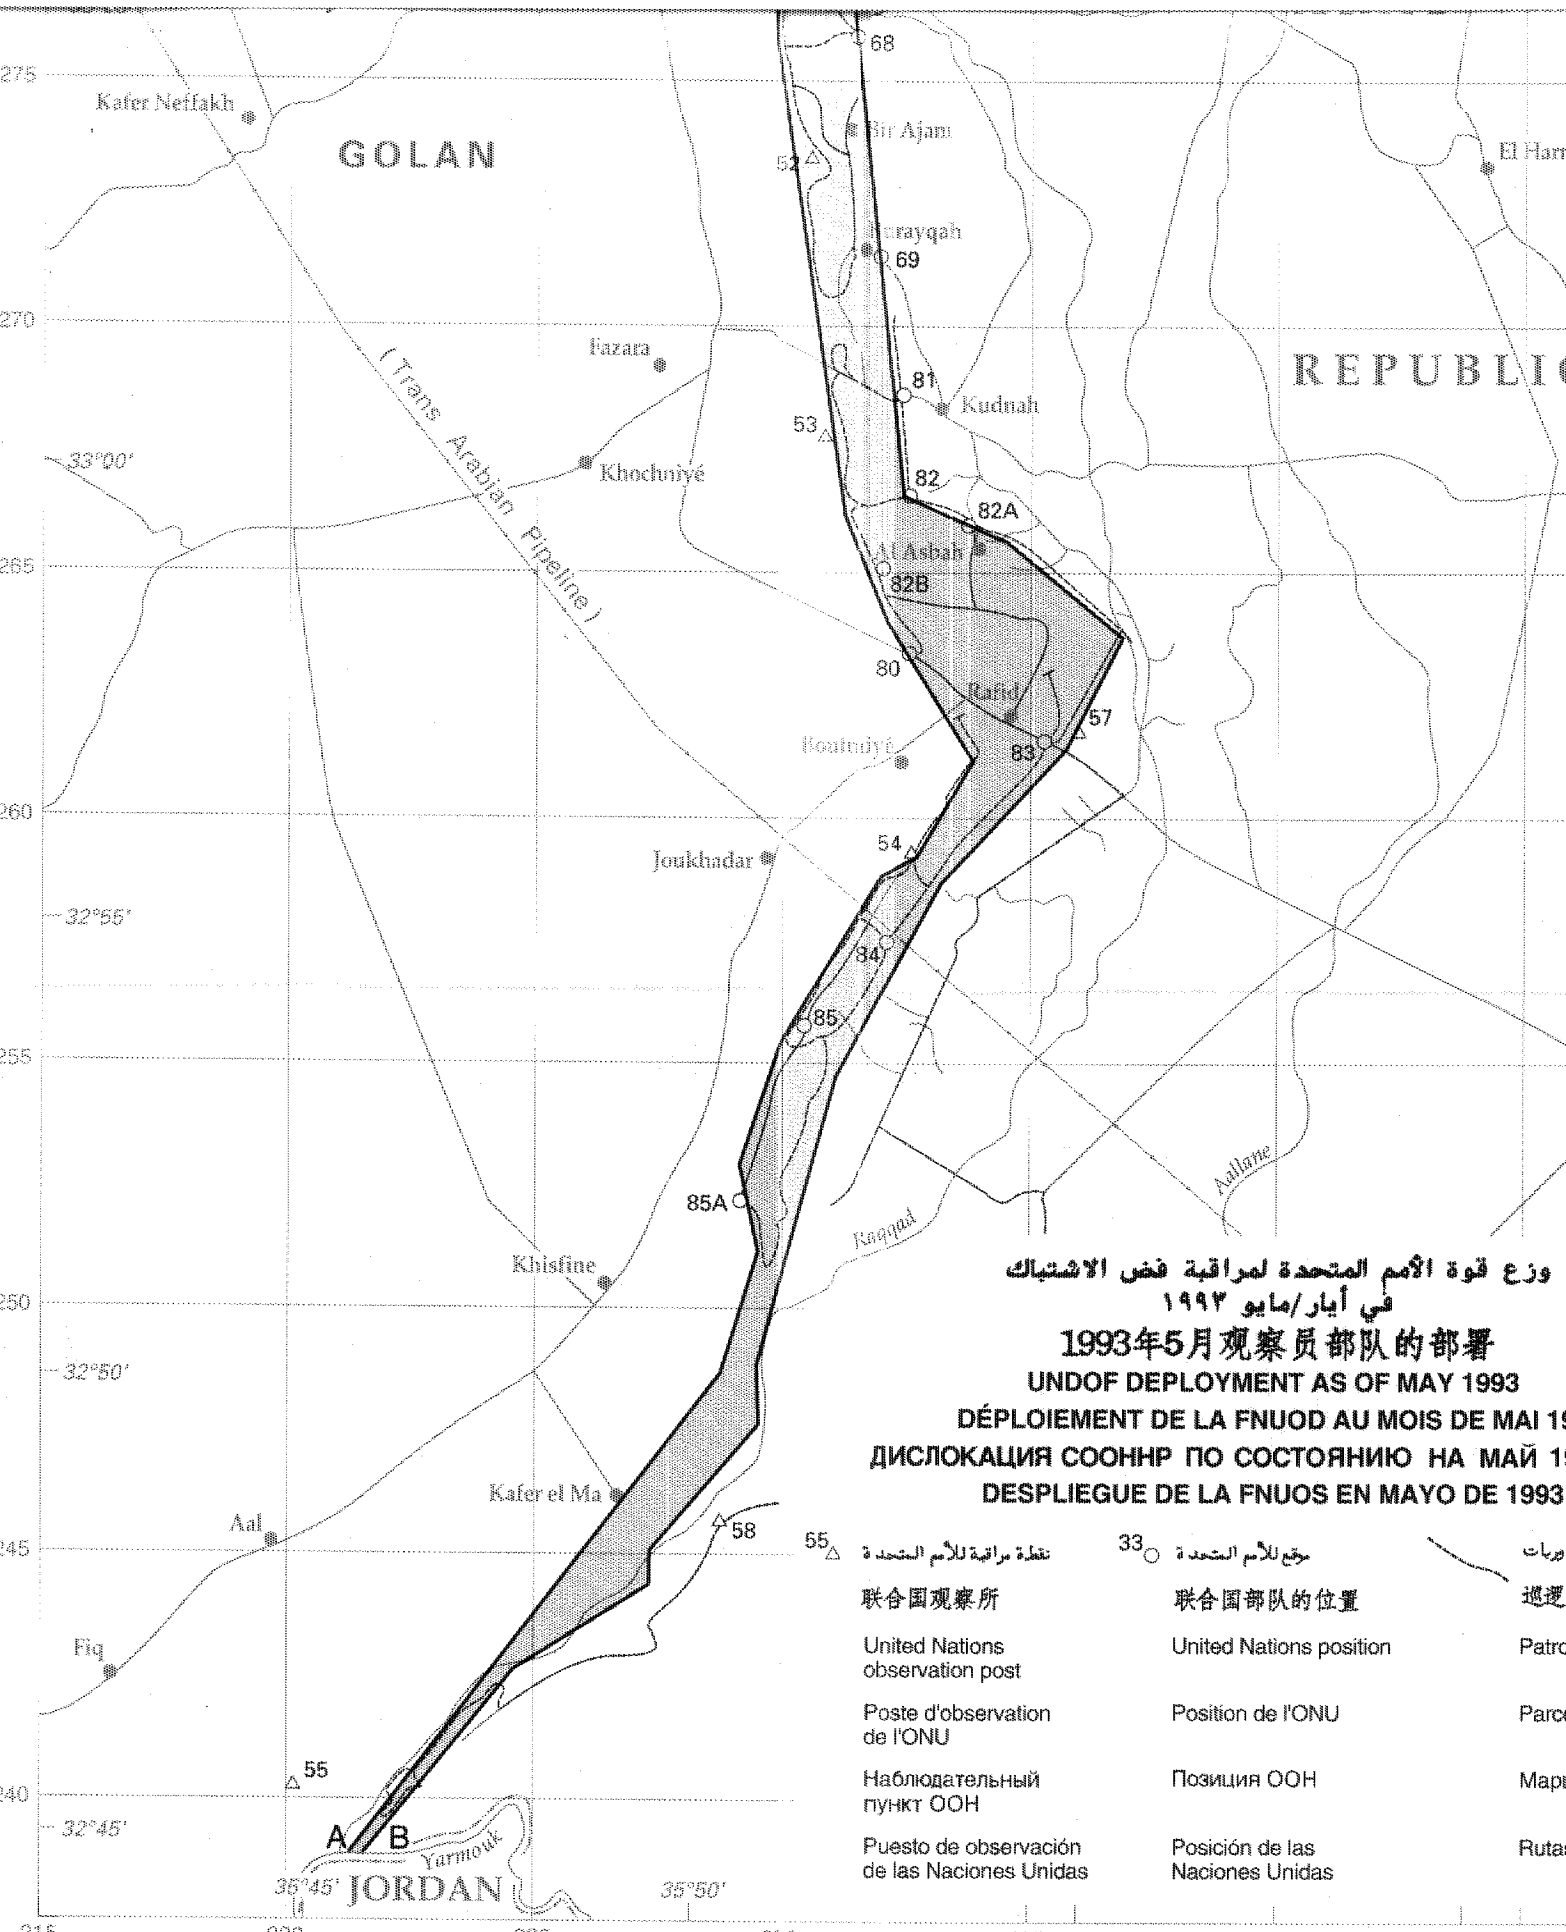 68
275
Kafer Neffakh
Bir Ajam
GOLAN
52
El Ham
69
270
Fazara
REPUBLIC
81
Kudnah
53
33°00'
Khochniyé
(Trans Arabian Pipeline)
82
82A
Al Asbah
265
82B
80
Rafid
57
83
260
54
Joukhadar
32°55'
84
85
255
Aallane
85A
Raqqad
Khisfine
وزع قوة الأمم المتحدة لمراقبة فض الاشتباك
في أيار/مايو ١٩٩٣
250
1993年5月观察员部队的部署
32°50'
UNDOF DEPLOYMENT AS OF MAY 1993
DÉPLOIEMENT DE LA FNUOD AU MOIS DE MAI 19
ДИСЛОКАЦИЯ СООННР ПО СОСТОЯНИЮ НА МАЙ 19
DESPLIEGUE DE LA FNUOS EN MAYO DE 1993
Kafer el Ma
Aal
58
245
55 نقطة مراقبة للأمم المتحدة
33 موقع للأمم المتحدة
联合国观察所
联合国部队的位置
巡逻
Fiq
United Nations
observation post
United Nations position
Patro
Poste d'observation
de l'ONU
Position de l'ONU
Parco
55
Наблюдательный
пункт ООН
Позиция ООН
Мар
240
32°45'
A
B
Yarmouk
Puesto de observación
de las Naciones Unidas
Posición de las
Naciones Unidas
Rutas
35°45'
JORDAN
35°50'